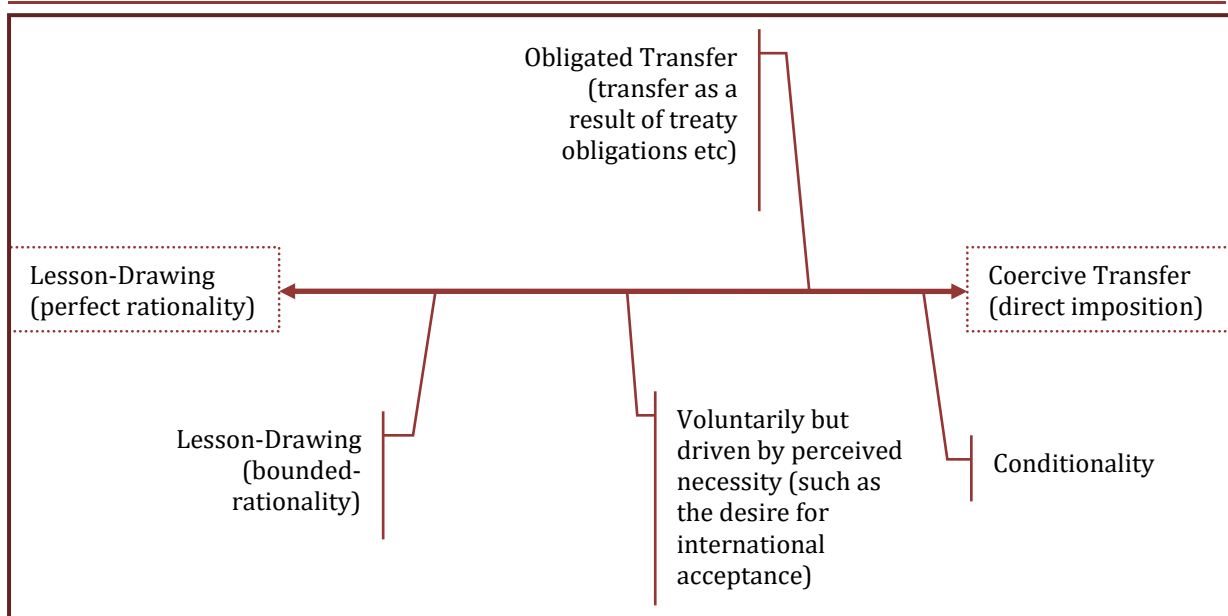 Obligated Transfer
(transfer as a
result of treaty
obligations etc)
Lesson-Drawing
(perfect rationality)
Coercive Transfer
(direct imposition)
Lesson-Drawing
(bounded-
rationality)
Voluntarily but
driven by perceived
necessity (such as
the desire for
international
acceptance)
Conditionality